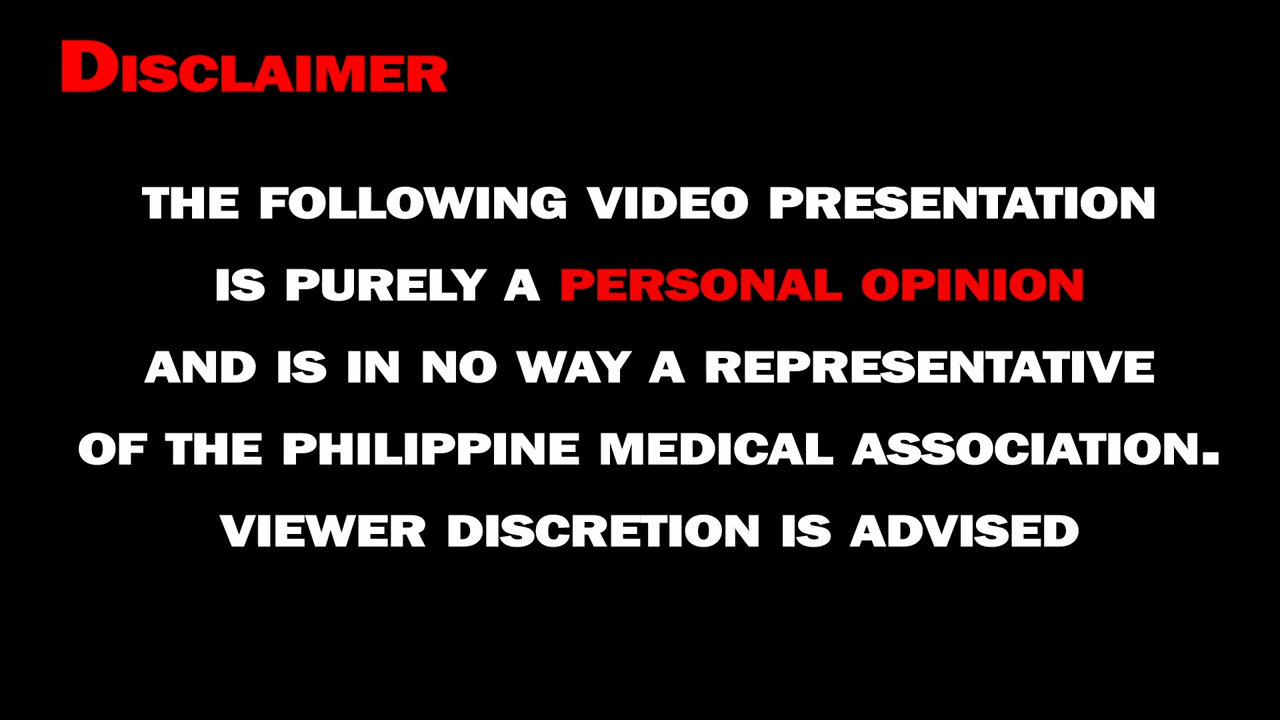 DISCLAIMER
THE FOLLOWING VIDEO PRESENTATION
IS PURELY A PERSONAL OPINION
AND IS IN NO WAY A REPRESENTATIVE
OF THE PHILIPPINE MEDICAL ASSOCIATION.
VIEWER DISCRETION IS ADVISED